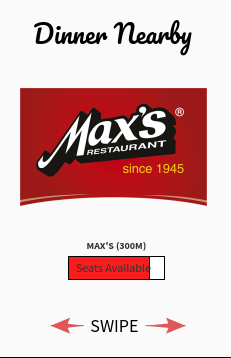 Dinner Nearby
Max's ®
RESTAURANT
since 1945
MAX'S (300M)
Seats Available
SWIPE